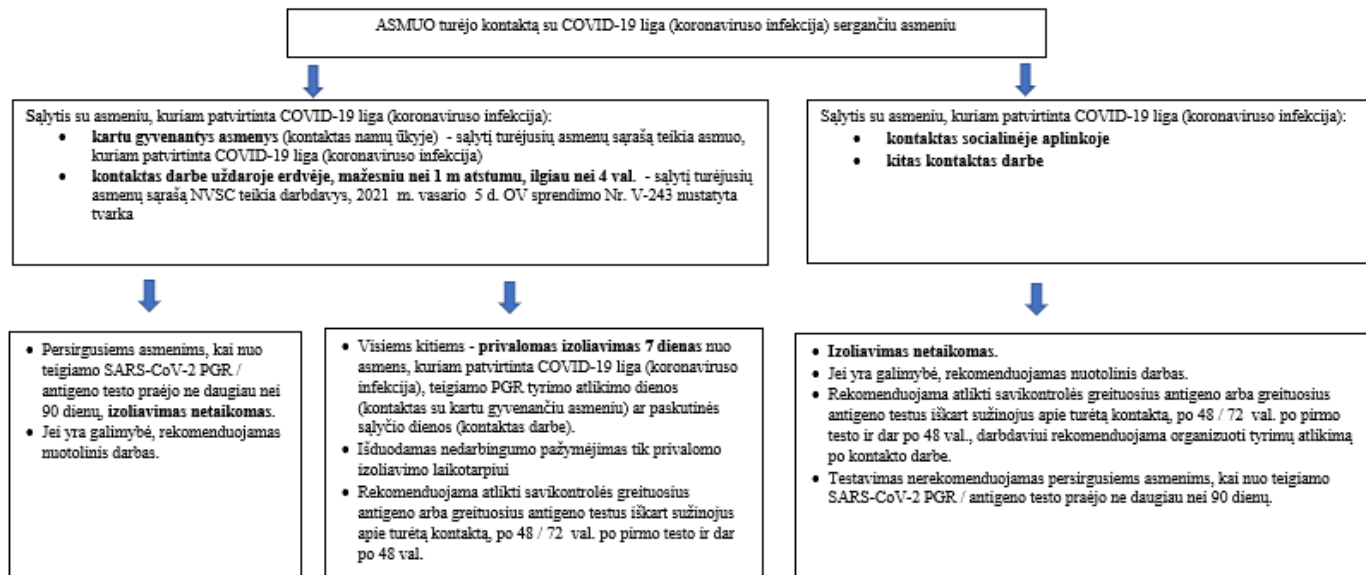 ASMUO turėjo kontaktą su COVID-19 liga (koronaviruso infekcija) sergančiu asmeniu
Sąlytis su asmeniu, kuriam patvirtinta COVID-19 liga (koronaviruso infekcija):
• kartu gyvenantys asmenys (kontaktas namų ūkyje) - sąlytį turėjusių asmenų sąrašą teikia asmuo,
kuriam patvirtinta COVID-19 liga (koronaviruso infekcija)
• kontaktas darbe uždaroje erdvėje, mažesniu nei 1 m atstumu, ilgiau nei 4 val. - sąlytį turėjusių
asmenų sąrašą NVSC teikia darbdavys, 2021 m. vasario 5 d. OV sprendimo Nr. V-243 nustatyta
tvarka
Sąlytis su asmeniu, kuriam patvirtinta COVID-19 liga (koronaviruso infekcija):
• kontaktas socialinėje aplinkoje
• kitas kontaktas darbe
• Persirgusiems asmenims, kai nuo
teigiamo SARS-CoV-2 PGR /
antigeno testo praėjo ne daugiau nei
90 dienų, izoliavimas netaikomas.
• Jei yra galimybė, rekomenduojamas
nuotolinis darbas.
• Visiems kitiems - privalomas izoliavimas 7 dienas nuo
asmens, kuriam patvirtinta COVID-19 liga (koronaviruso
infekcija), teigiamo PGR tyrimo atlikimo dienos
(kontaktas su kartu gyvenančiu asmeniu) ar paskutinės
sąlyčio dienos (kontaktas darbe).
• Išduodamas nedarbingumo pažymėjimas tik privalomo
izoliavimo laikotarpiui
• Rekomenduojama atlikti savikontrolės greituosius
antigeno arba greituosius antigeno testus iškart sužinojus
apie turėtą kontaktą, po 48 / 72 val. po pirmo testo ir dar
po 48 val.
• Izoliavimas netaikomas.
• Jei yra galimybė, rekomenduojamas nuotolinis darbas.
• Rekomenduojama atlikti savikontrolės greituosius antigeno arba greituosius
antigeno testus iškart sužinojus apie turėtą kontaktą, po 48 / 72 val. po pirmo
testo ir dar po 48 val., darbdaviui rekomenduojama organizuoti tyrimų atlikimą
po kontakto darbe.
• Testavimas nerekomenduojamas persirgusiems asmenims, kai nuo teigiamo
SARS-CoV-2 PGR / antigeno testo praėjo ne daugiau nei 90 dienų.